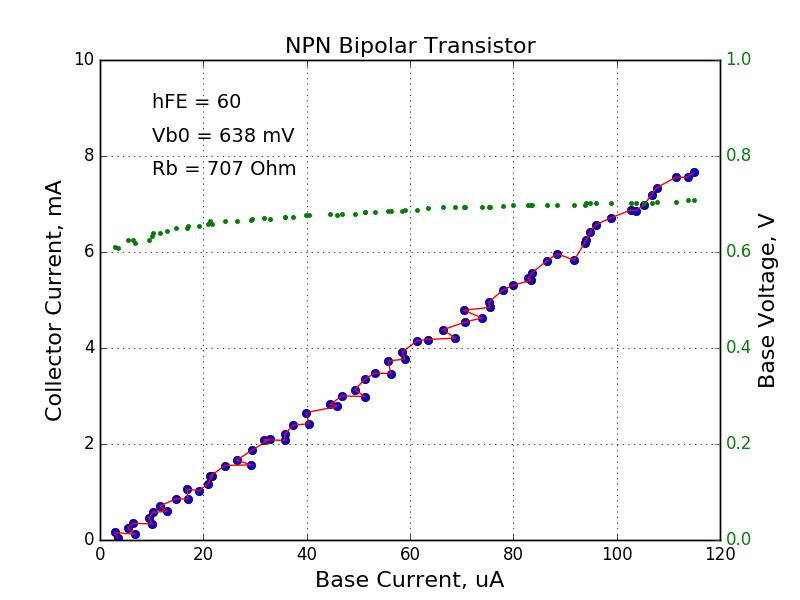 NPN Bipolar Transistor
hFE = 60
Vb0 = 638 mV
Rb = 707 Ohm
Collector Current, mA
10
8
6
4
2
0
1.0
0.8
0.6
0.4
0.2
0.0
Base Voltage, V
0 20 40 60 80 100 120
Base Current, uA